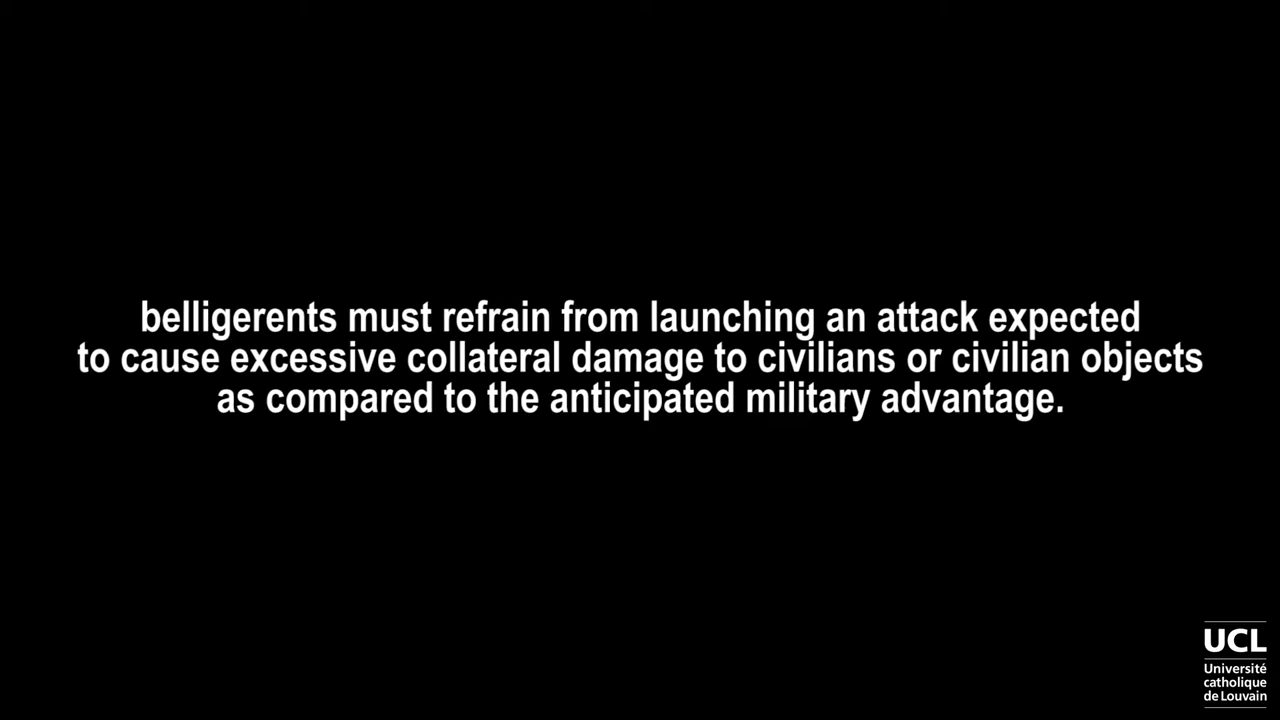 belligerents must refrain from launching an attack expected
to cause excessive collateral damage to civilians or civilian objects
as compared to the anticipated military advantage.
UCL
Université
catholique
de Louvain